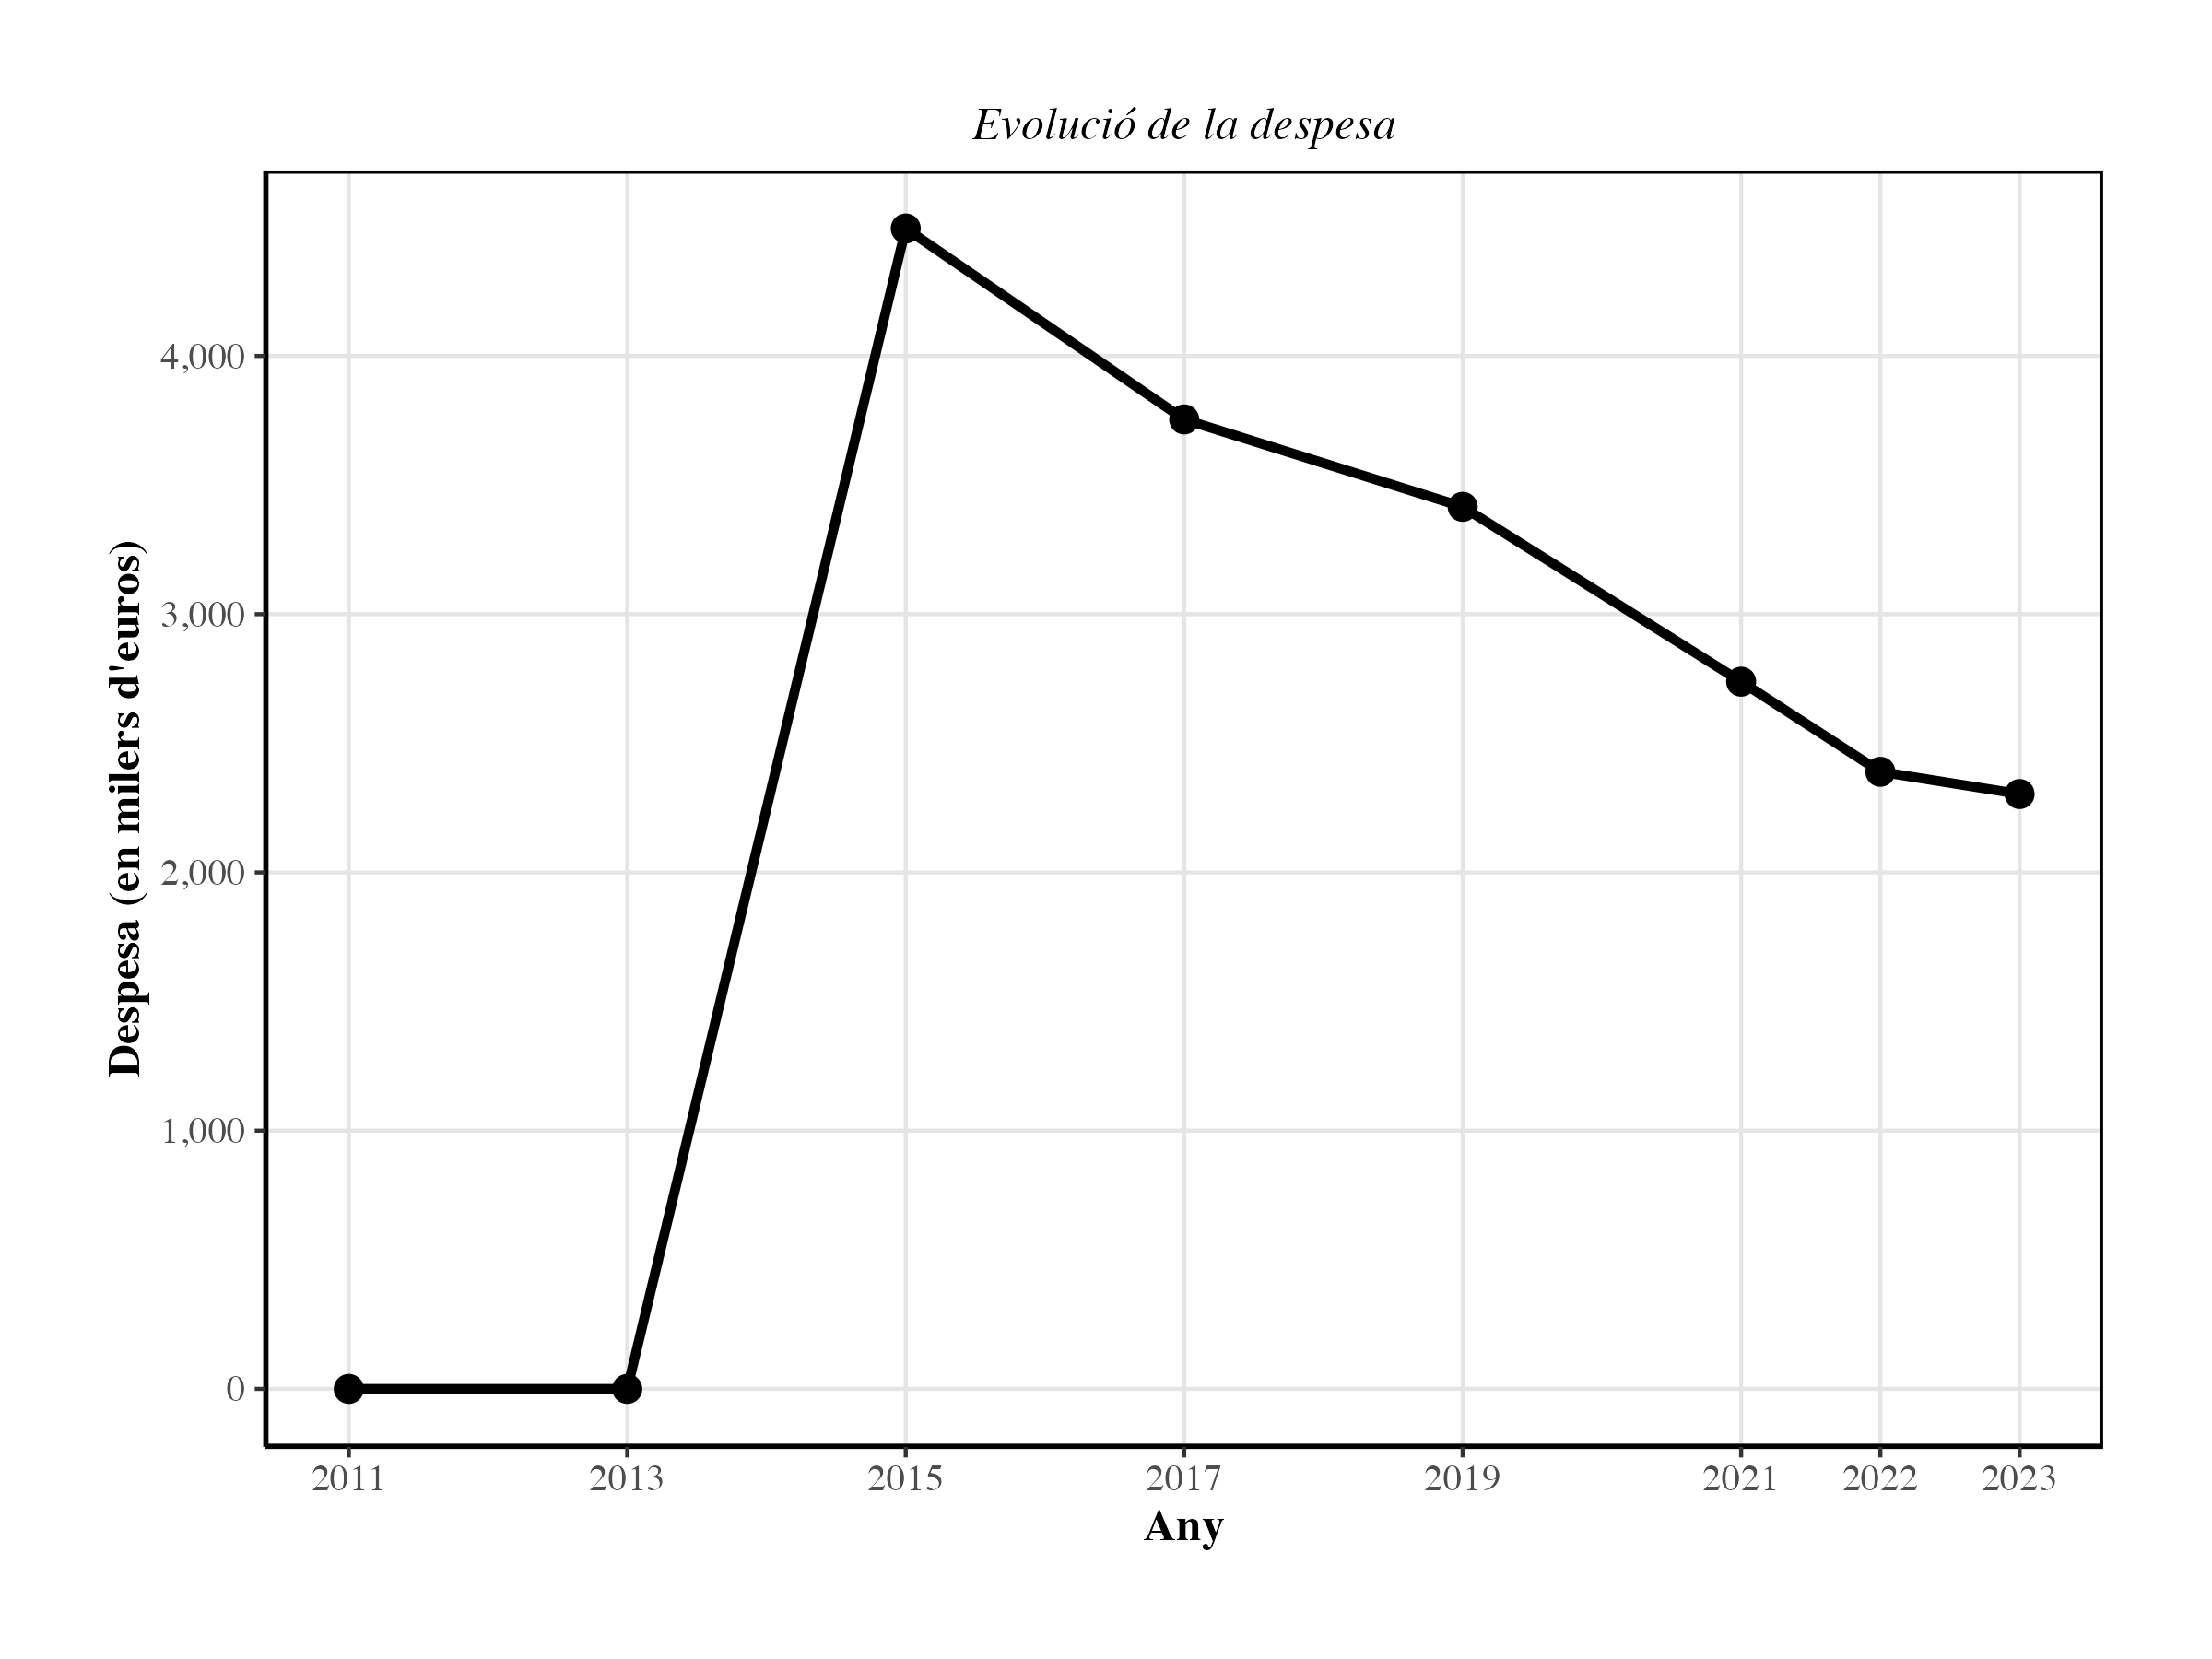 Evolució de la despesa
Despesa (en milers d'euros)
4,000
3,000
2,000
1,000
0
2011 2013 2015 2017 2019 2021 2022 2023
Any